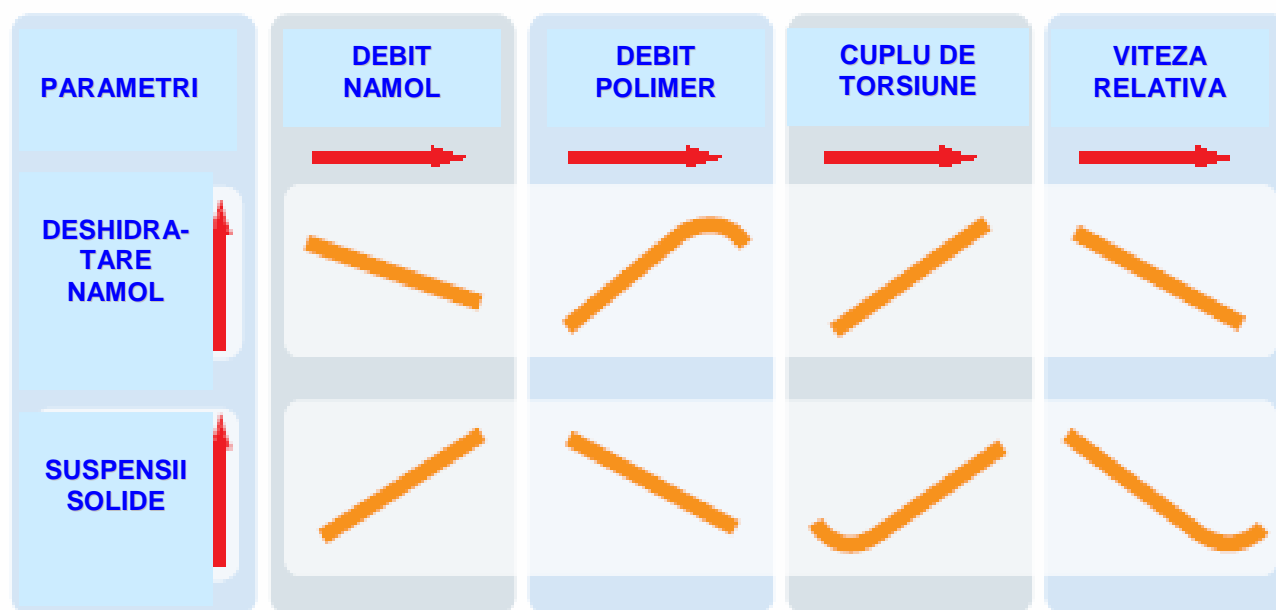 PARAMETRI
DEBIT
NAMOL
DEBIT
POLIMER
CUPLU DE
TORSIUNE
VITEZA
RELATIVA
DESHIDRA-
TARE
NAMOL
SUSPENSII
SOLIDE